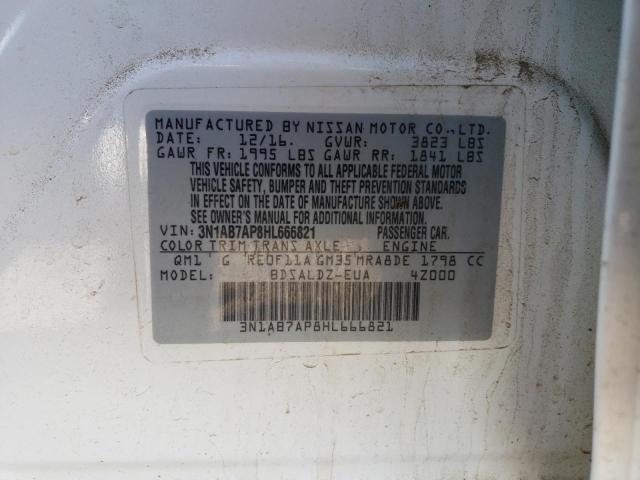 MANUFACTURED BY NISSAN MOTOR CO.,LTD.
DATE: 12/16. GVWR: 3823 LBS
GAWR FR: 1995 LBS GAWR RR: 1841 LBS
THIS VEHICLE CONFORMS TO ALL APPLICABLE FEDERAL MOTOR
VEHICLE SAFETY, BUMPER AND THEFT PREVENTION STANDARDS
IN EFFECT ON THE DATE OF MANUFACTURE SHOWN ABOVE.
SEE OWNER'S MANUAL OR SERVICE MANUAL FOR ADDITIONAL INFORMATION.
VIN: 3N1AB7AP8HL666821 PASSENGER CAR.
COLOR TRIM TRANS AXLE ENGINE
QM1 G RE0F11A GM35 MRA8DE 1798 CC
MODEL: BDSALDZ-EUA 4Z000
3N1AB7AP8HL666821